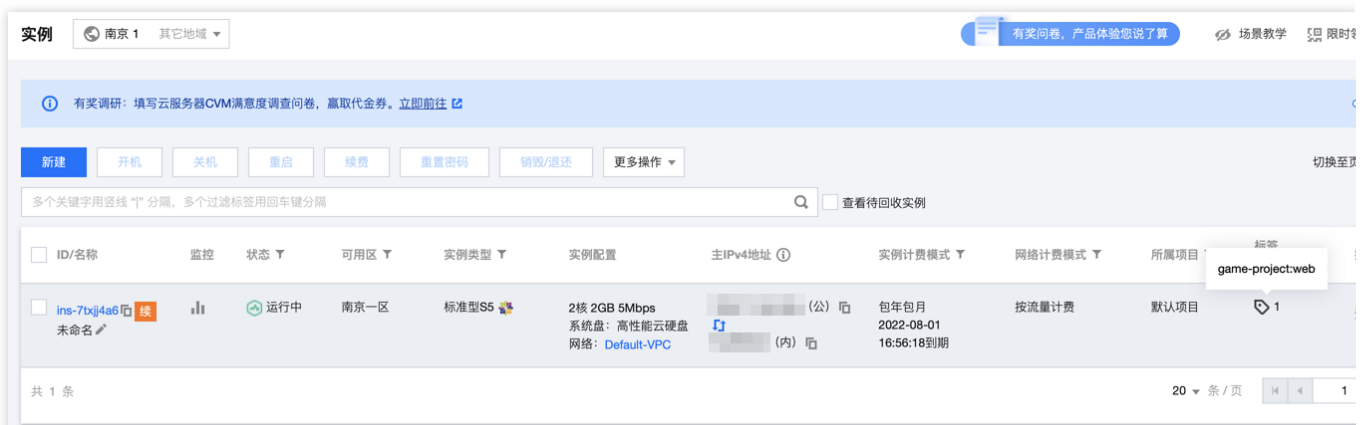 实例 南京 1 其它地域 有奖问卷，产品体验您说了算 场景教学 限时
有奖调研：填写云服务器CVM满意度调查问卷，赢取代金券。立即前往
新建 开机 关机 重启 续费 重置密码 销毁/退还 更多操作 切换至
多个关键字用竖线 "|" 分隔，多个过滤标签用回车键分隔 查看待回收实例
ID/名称 监控 状态 可用区 实例类型 实例配置 主IPv4地址 实例计费模式 网络计费模式 所属项目 标签
game-project:web
ins-7txjj4a6 续 运行中 南京一区 标准型S5 2核 2GB 5Mbps (公) 包年包月 按流量计费 默认项目 1
未命名 系统盘：高性能云硬盘 2022-08-01
网络：Default-VPC (内) 16:56:18到期
共 1 条 20 条 / 页 1